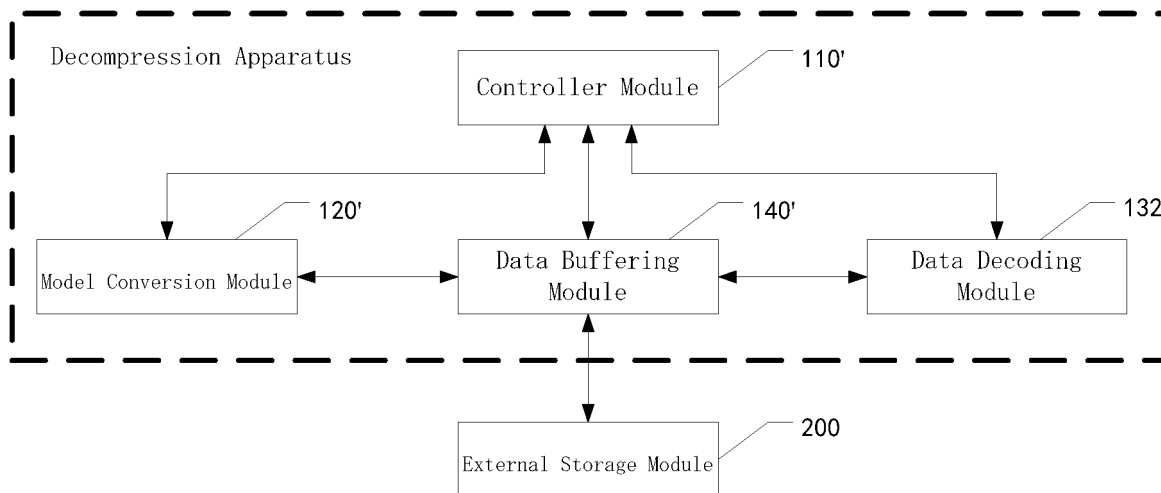 Decompression Apparatus
Controller Module
110'
120'
140'
132
Model Conversion Module
Data Buffering
Module
Data Decoding
Module
200
External Storage Module